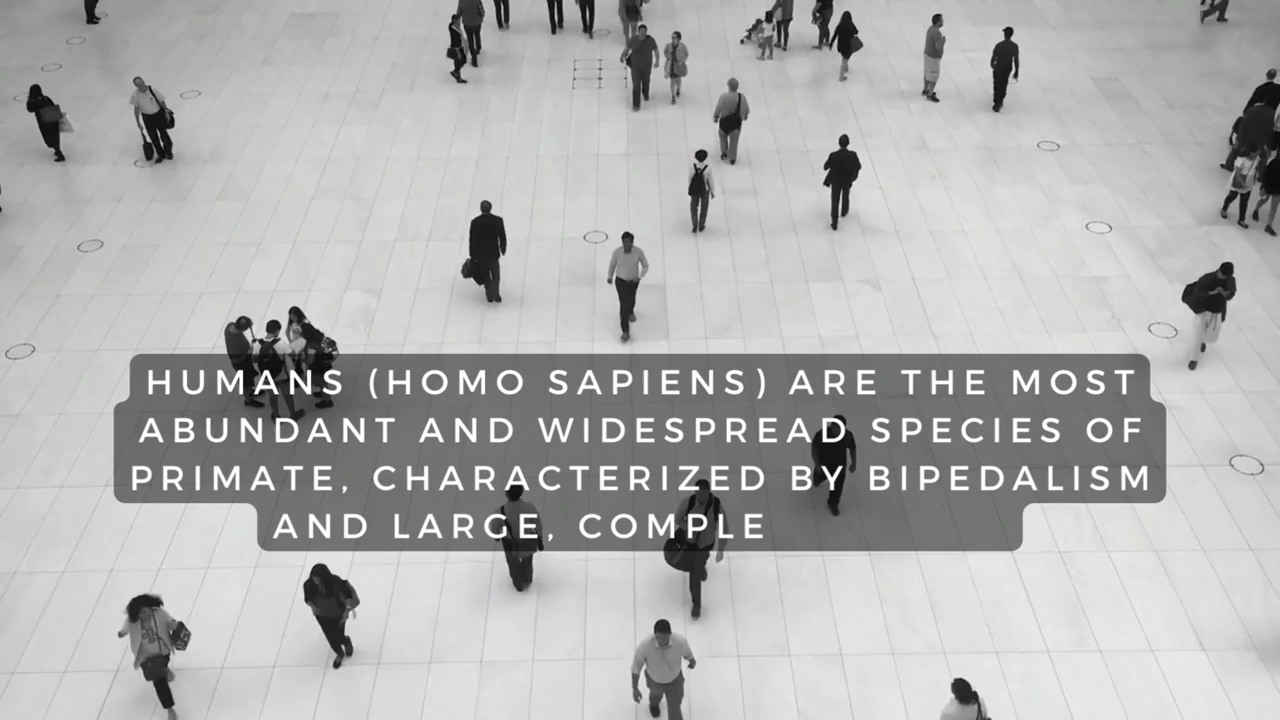 HUMANS (HOMO SAPIENS) ARE THE MOST
ABUNDANT AND WIDESPREAD SPECIES OF
PRIMATE, CHARACTERIZED BY BIPEDALISM
AND LARGE, COMPLE